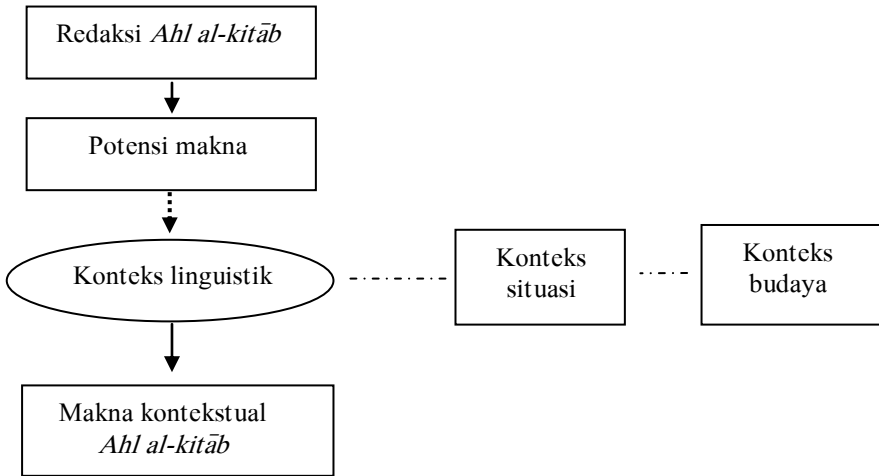 Redaksi Ahl al-kitāb
Potensi makna
Konteks linguistik
Konteks
situasi
Konteks
budaya
Makna kontekstual
Ahl al-kitāb